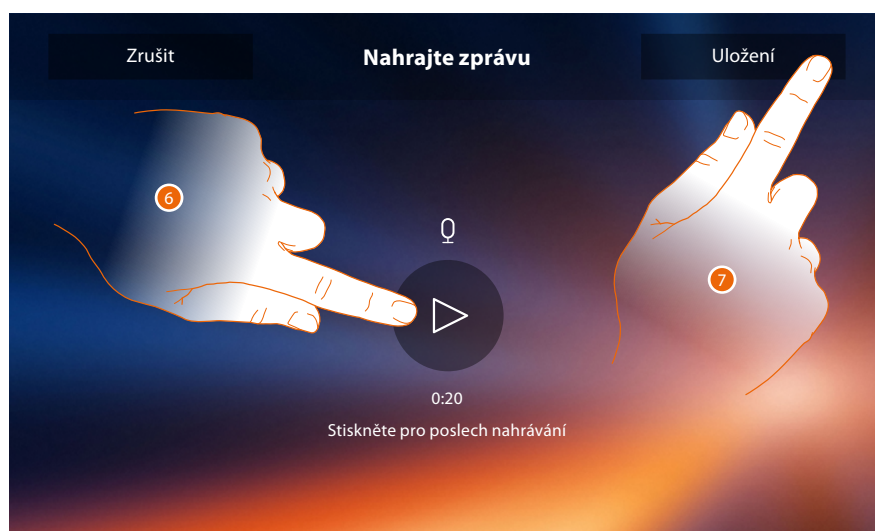 Zrušit
Nahrajte zprávu
Uložení
6
7
0:20
Stiskněte pro poslech nahrávání